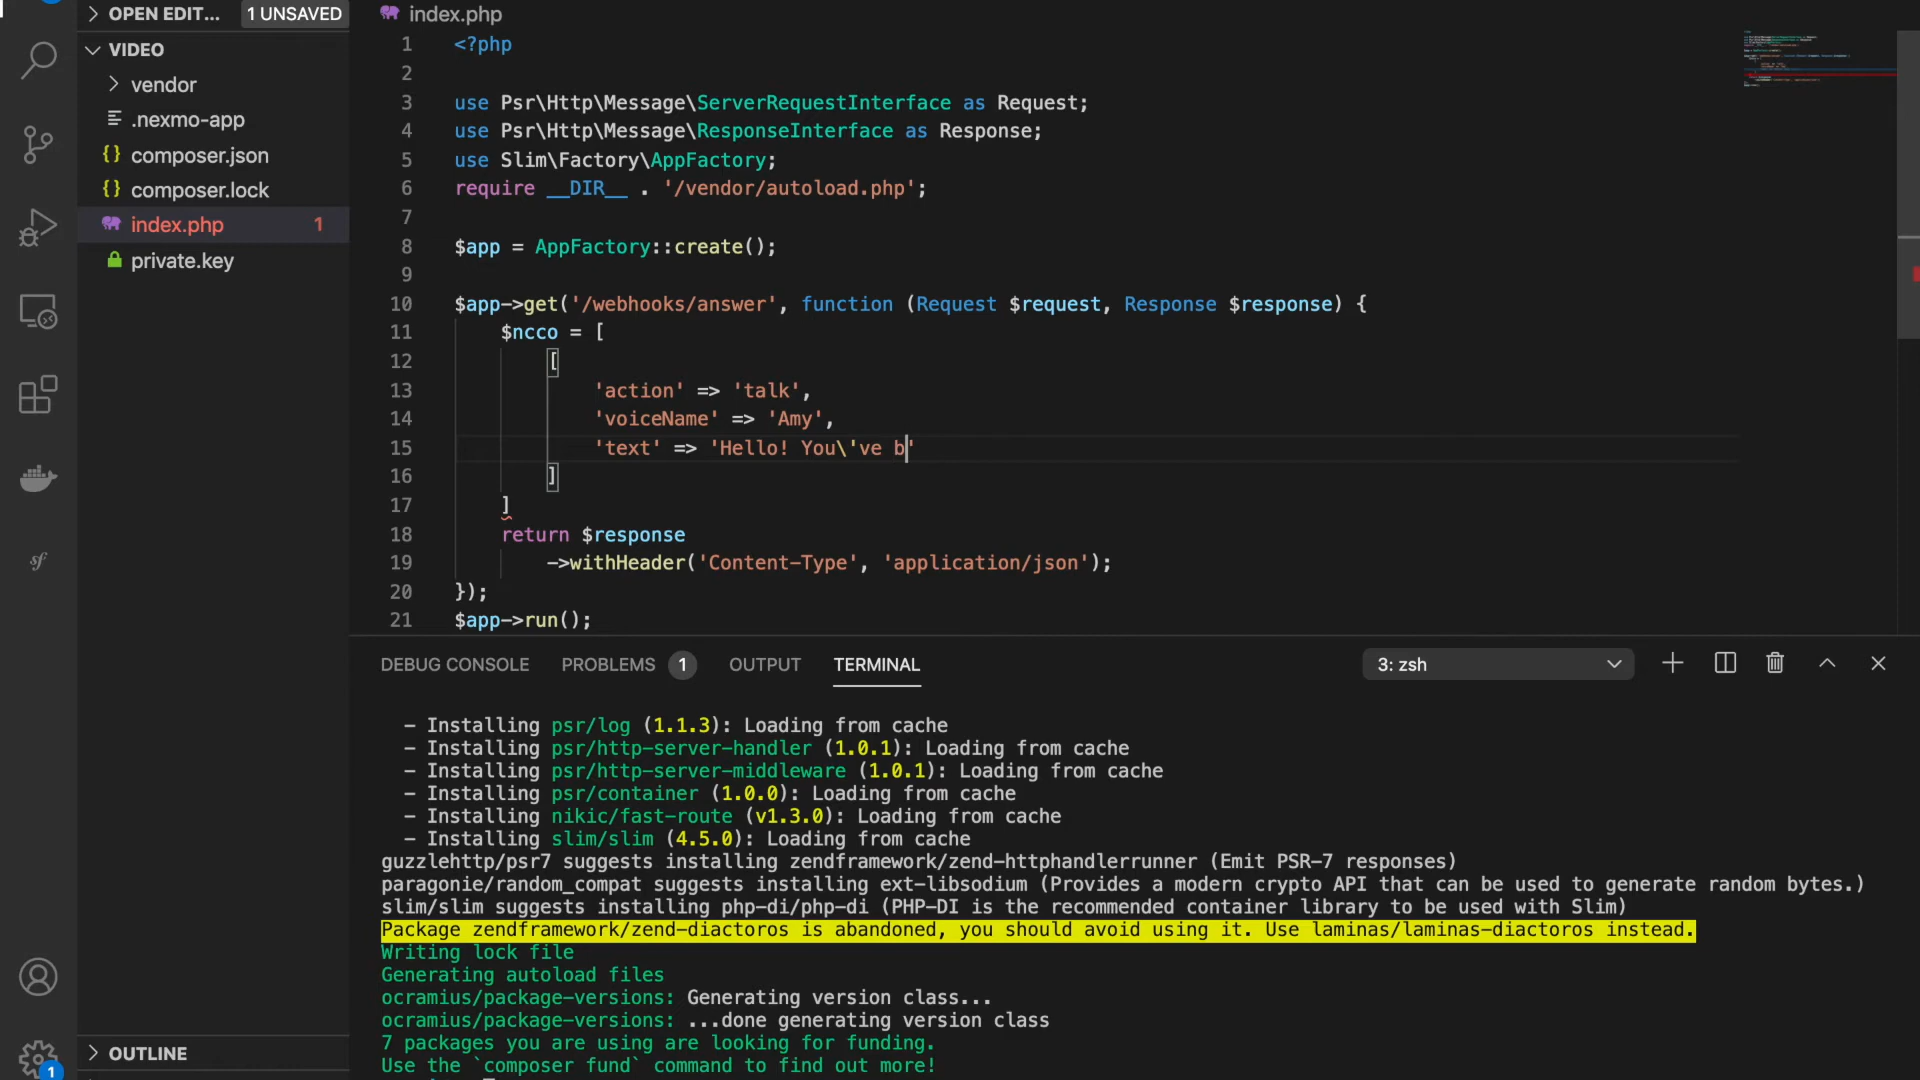 OPEN EDIT...
1 UNSAVED
VIDEO
vendor
.nexmo-app
{} composer.json
{} composer.lock
index.php 1
private.key
OUTLINE
sf
1
index.php
1 <?php
2
3 use Psr\Http\Message\ServerRequestInterface as Request;
4 use Psr\Http\Message\ResponseInterface as Response;
5 use Slim\Factory\AppFactory;
6 require __DIR__ . '/vendor/autoload.php';
7
8 $app = AppFactory::create();
9
10 $app->get('/webhooks/answer', function (Request $request, Response $response) {
11 $ncco = [
12 [
13 'action' => 'talk',
14 'voiceName' => 'Amy',
15 'text' => 'Hello! You\'ve b'
16 ]
17 ]
18 return $response
19 ->withHeader('Content-Type', 'application/json');
20 });
21 $app->run();
DEBUG CONSOLE PROBLEMS 1 OUTPUT TERMINAL 3: zsh
- Installing psr/log (1.1.3): Loading from cache
- Installing psr/http-server-handler (1.0.1): Loading from cache
- Installing psr/http-server-middleware (1.0.1): Loading from cache
- Installing psr/container (1.0.0): Loading from cache
- Installing nikic/fast-route (v1.3.0): Loading from cache
- Installing slim/slim (4.5.0): Loading from cache
guzzlehttp/psr7 suggests installing zendframework/zend-httphandlerrunner (Emit PSR-7 responses)
paragonie/random_compat suggests installing ext-libsodium (Provides a modern crypto API that can be used to generate random bytes.)
slim/slim suggests installing php-di/php-di (PHP-DI is the recommended container library to be used with Slim)
Package zendframework/zend-diactoros is abandoned, you should avoid using it. Use laminas/laminas-diactoros instead.
Writing lock file
Generating autoload files
ocramius/package-versions: Generating version class...
ocramius/package-versions: ...done generating version class
7 packages you are using are looking for funding.
Use the `composer fund` command to find out more!